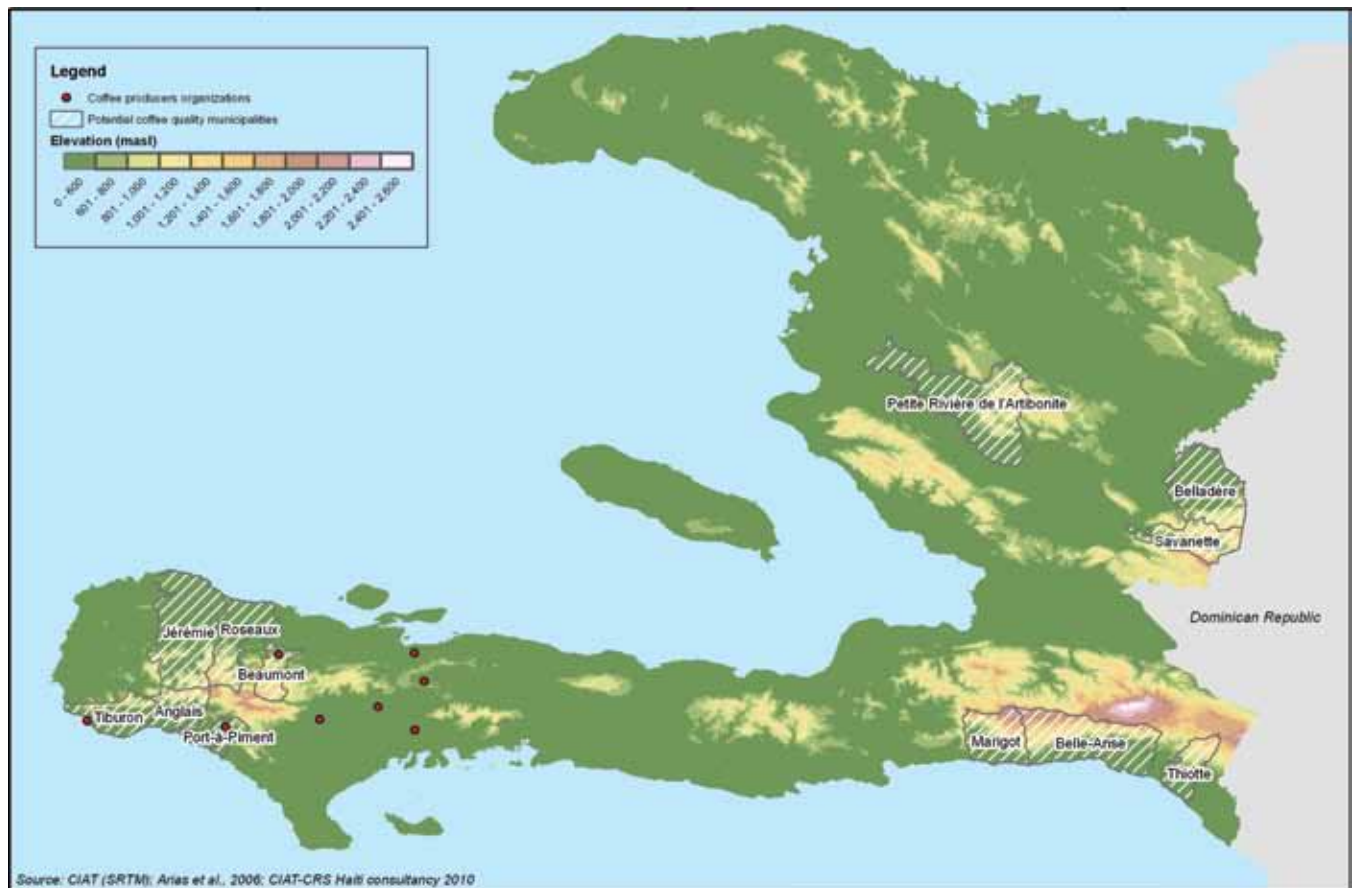 Legend
Coffee producers organizations
Potential coffee quality municipalities
Elevation (masl)
0 - 600
601 - 800
801 - 1,000
1,001 - 1,200
1,201 - 1,400
1,401 - 1,600
1,601 - 1,800
1,801 - 2,000
2,001 - 2,200
2,201 - 2,400
2,401 - 2,600
Petite Rivière de l'Artibonite
Belladère
Savanette
Dominican Republic
Jérémie
Roseaux
Beaumont
Tiburon
Anglais
Port-à-Piment
Marigot
Belle-Anse
Thiotte
Source: CIAT (SRTM); Arias et al., 2006; CIAT-CRS Haiti consultancy 2010